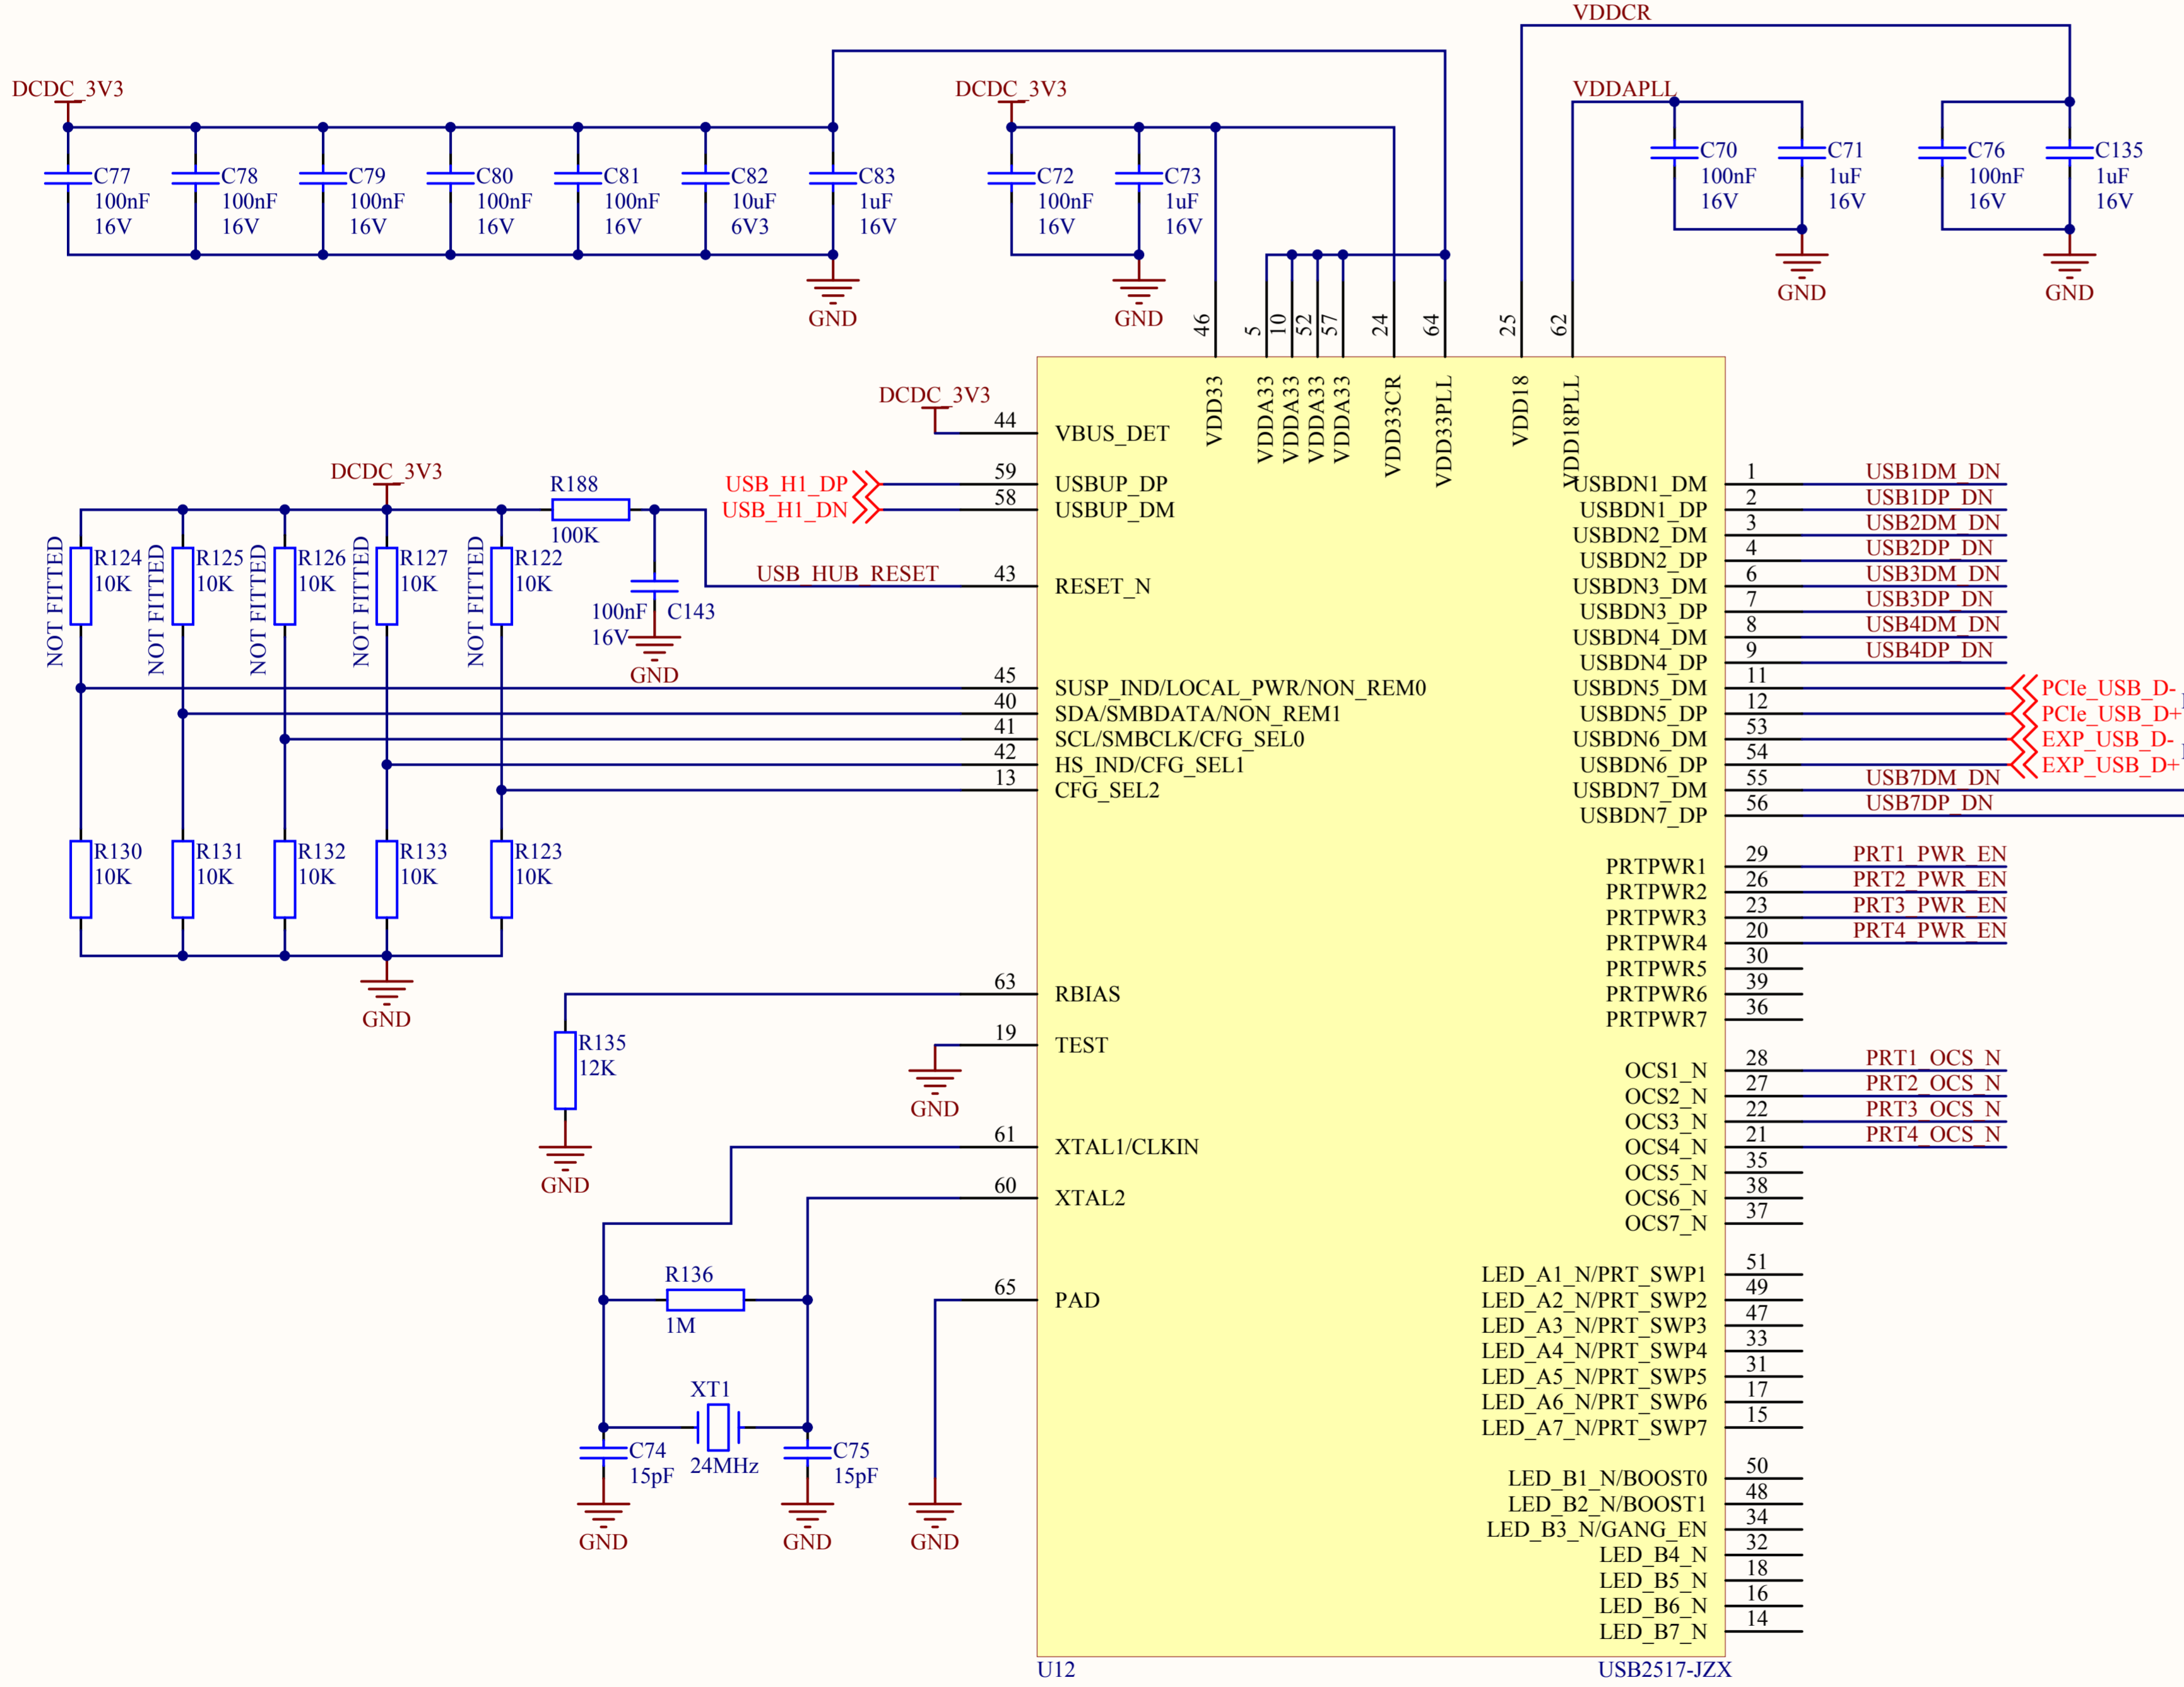 VDDCR
DCDC_3V3
DCDC_3V3
VDDAPLL
C77
100nF
16V
C78
100nF
16V
C79
100nF
16V
C80
100nF
16V
C81
100nF
16V
C82
10uF
6V3
C83
1uF
16V
GND
C72
100nF
16V
C73
1uF
16V
GND
C70
100nF
16V
C71
1uF
16V
GND
C76
100nF
16V
C135
1uF
16V
GND
46
5
10
52
57
24
64
25
62
VDD33
VDDA33
VDDA33
VDDA33
VDDA33
VDD33CR
VDD33PLL
VDD18
VDD18PLL
DCDC_3V3
44 VBUS_DET
USB_H1_DP 59 USBUP_DP
USB_H1_DN 58 USBUP_DM
DCDC_3V3
R188
100K
USB_HUB_RESET 43 RESET_N
100nF C143
16V
GND
NOT FITTED
R124
10K
NOT FITTED
R125
10K
NOT FITTED
R126
10K
NOT FITTED
R127
10K
NOT FITTED
R122
10K
45 SUSP_IND/LOCAL_PWR/NON_REM0
40 SDA/SMBDATA/NON_REM1
41 SCL/SMBCLK/CFG_SEL0
42 HS_IND/CFG_SEL1
13 CFG_SEL2
R130
10K
R131
10K
R132
10K
R133
10K
R123
10K
GND
63 RBIAS
R135
12K
GND
19 TEST
GND
61 XTAL1/CLKIN
60 XTAL2
R136
1M
XT1
24MHz
C74
15pF
GND
C75
15pF
GND
65 PAD
GND
USBDN1_DM 1 USB1DM_DN
USBDN1_DP 2 USB1DP_DN
USBDN2_DM 3 USB2DM_DN
USBDN2_DP 4 USB2DP_DN
USBDN3_DM 6 USB3DM_DN
USBDN3_DP 7 USB3DP_DN
USBDN4_DM 8 USB4DM_DN
USBDN4_DP 9 USB4DP_DN
USBDN5_DM 11 PCIe_USB_D-
USBDN5_DP 12 PCIe_USB_D+
USBDN6_DM 53 EXP_USB_D-
USBDN6_DP 54 EXP_USB_D+
USBDN7_DM 55 USB7DM_DN
USBDN7_DP 56 USB7DP_DN
PRTPWR1 29 PRT1_PWR_EN
PRTPWR2 26 PRT2_PWR_EN
PRTPWR3 23 PRT3_PWR_EN
PRTPWR4 20 PRT4_PWR_EN
PRTPWR5 30
PRTPWR6 39
PRTPWR7 36
OCS1_N 28 PRT1_OCS_N
OCS2_N 27 PRT2_OCS_N
OCS3_N 22 PRT3_OCS_N
OCS4_N 21 PRT4_OCS_N
OCS5_N 35
OCS6_N 38
OCS7_N 37
LED_A1_N/PRT_SWP1 51
LED_A2_N/PRT_SWP2 49
LED_A3_N/PRT_SWP3 47
LED_A4_N/PRT_SWP4 33
LED_A5_N/PRT_SWP5 31
LED_A6_N/PRT_SWP6 17
LED_A7_N/PRT_SWP7 15
LED_B1_N/BOOST0 50
LED_B2_N/BOOST1 48
LED_B3_N/GANG_EN 34
LED_B4_N 32
LED_B5_N 18
LED_B6_N 16
LED_B7_N 14
U12 USB2517-JZX